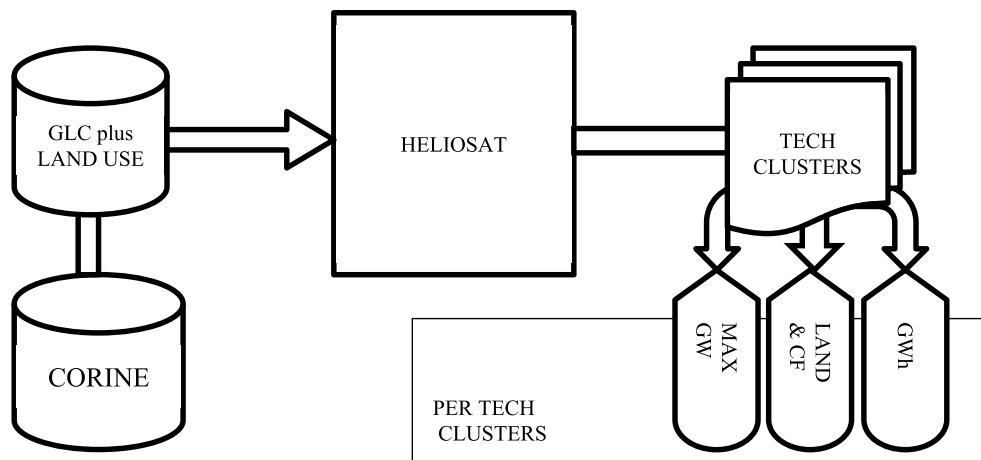 GLC plus
LAND USE
HELIOSAT
TECH
CLUSTERS
CORINE
MAX
GW
LAND
& CF
GWh
PER TECH
CLUSTERS